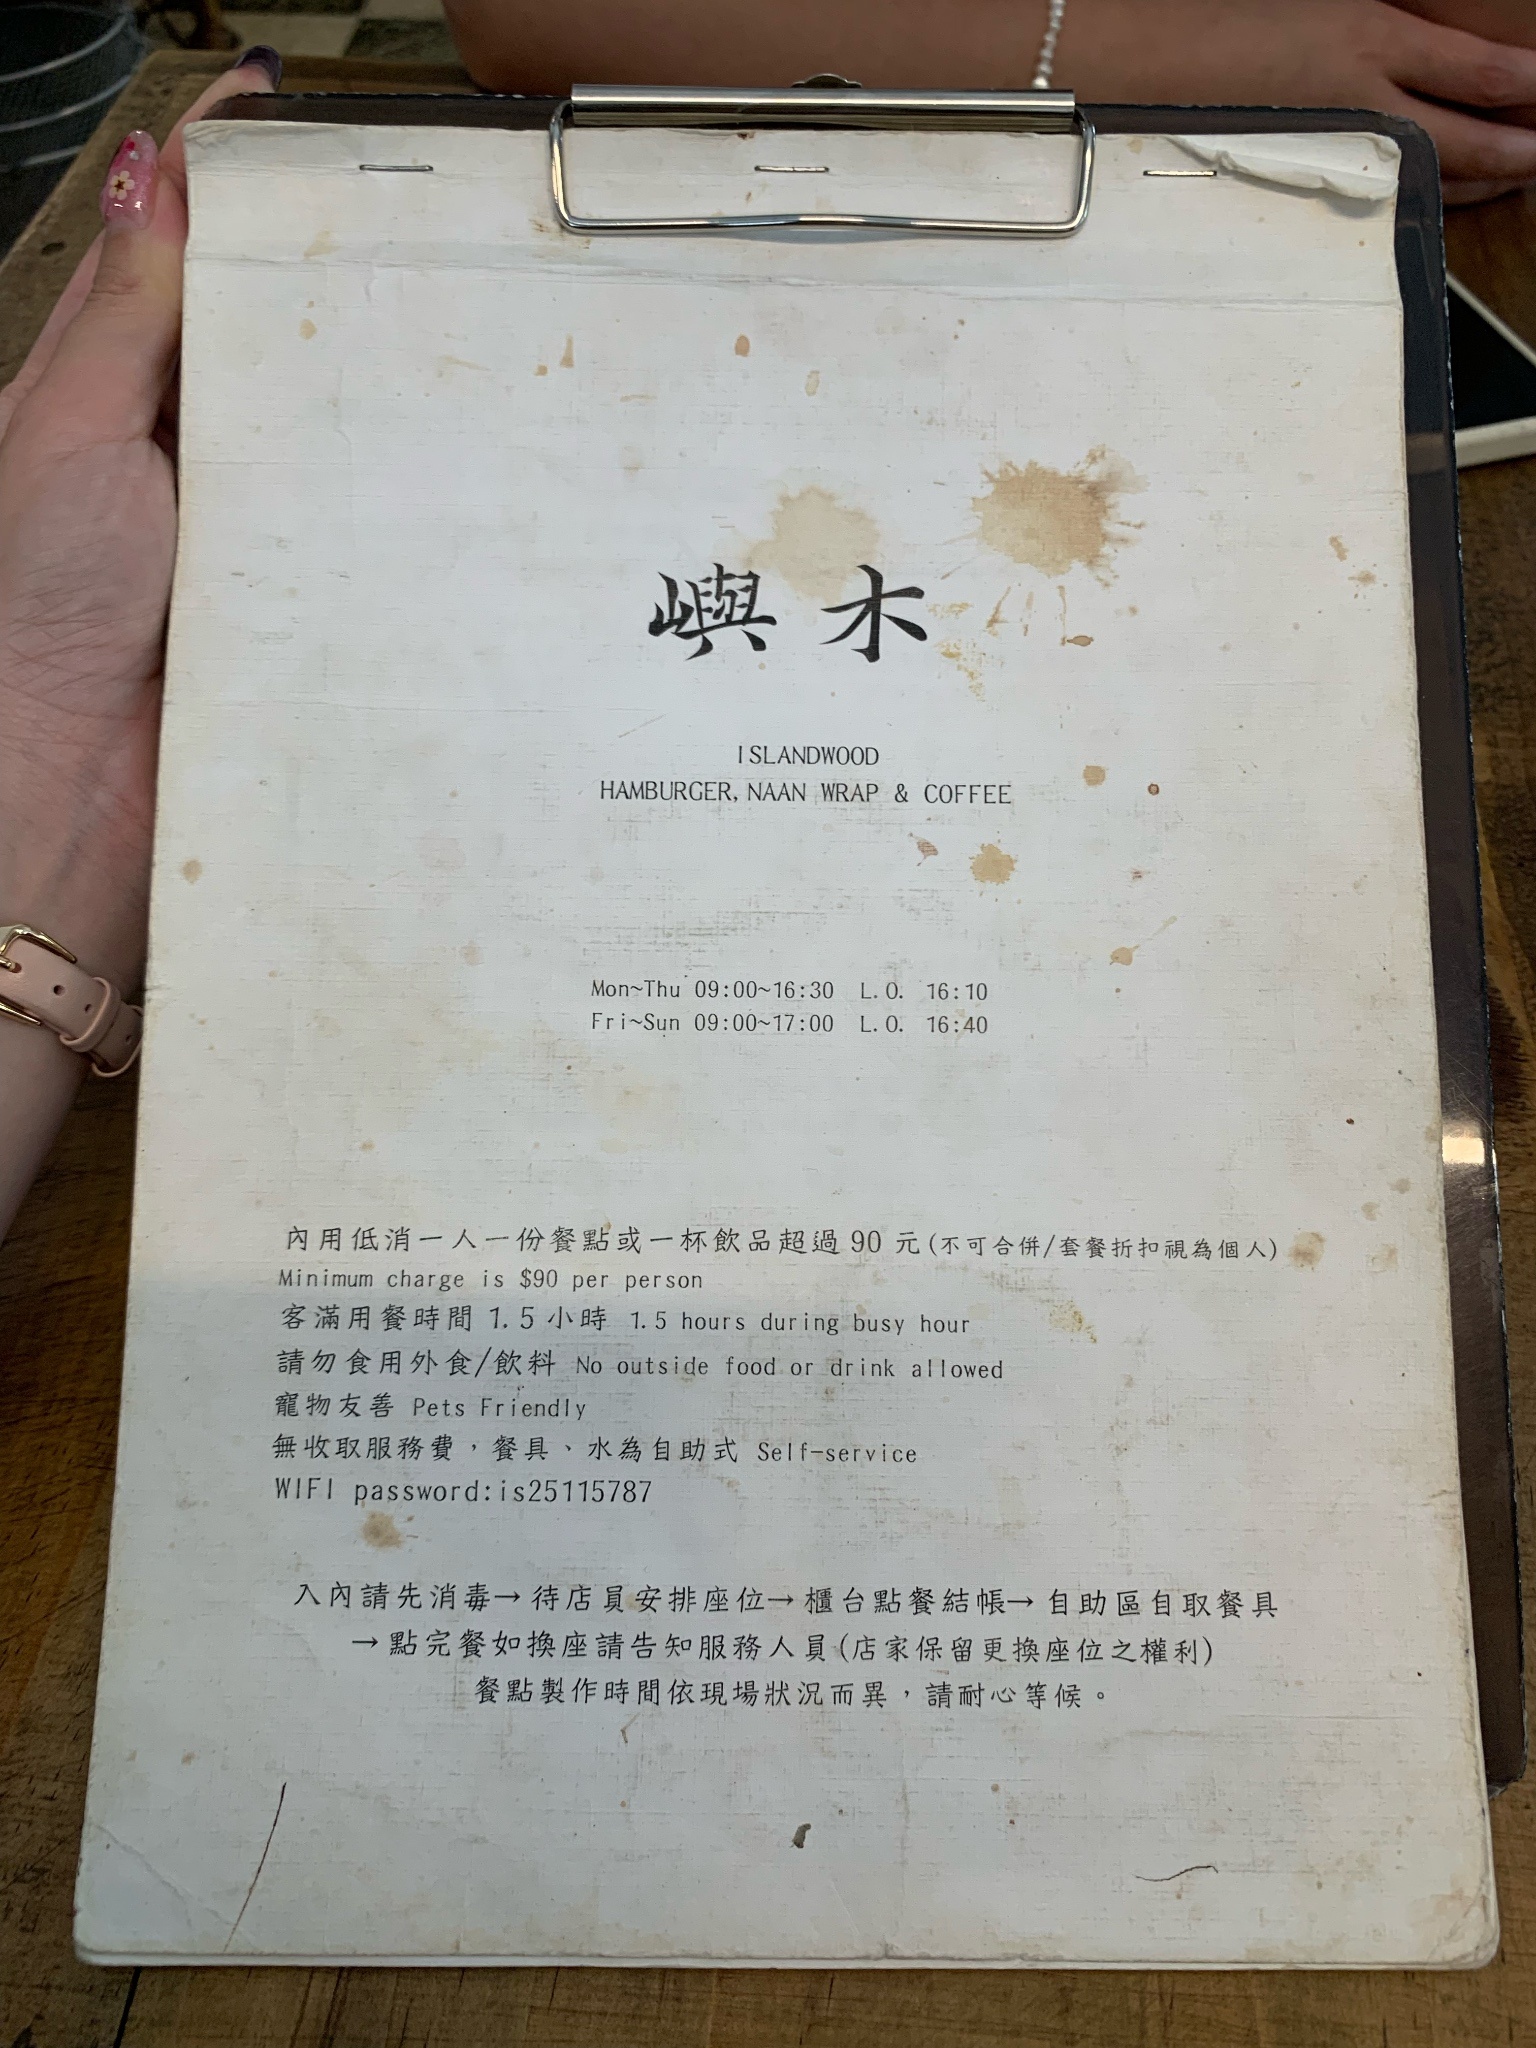 嶼木
ISLANDWOOD
HAMBURGER, NAAN WRAP & COFFEE
Mon~Thu 09:00~16:30 L.O. 16:10
Fri~Sun 09:00~17:00 L.O. 16:40
內用低消一人一份餐點或一杯飲品超過90元(不可合併/套餐折扣視為個人)
Minimum charge is $90 per person
客滿用餐時間1.5小時 1.5 hours during busy hour
請勿食用外食/飲料 No outside food or drink allowed
寵物友善 Pets Friendly
無收取服務費，餐具、水為自助式 Self-service
WIFI password:is25115787
入內請先消毒→待店員安排座位→櫃台點餐結帳→自助區自取餐具
→點完餐如換座請告知服務人員(店家保留更換座位之權利)
餐點製作時間依現場狀況而異，請耐心等候。